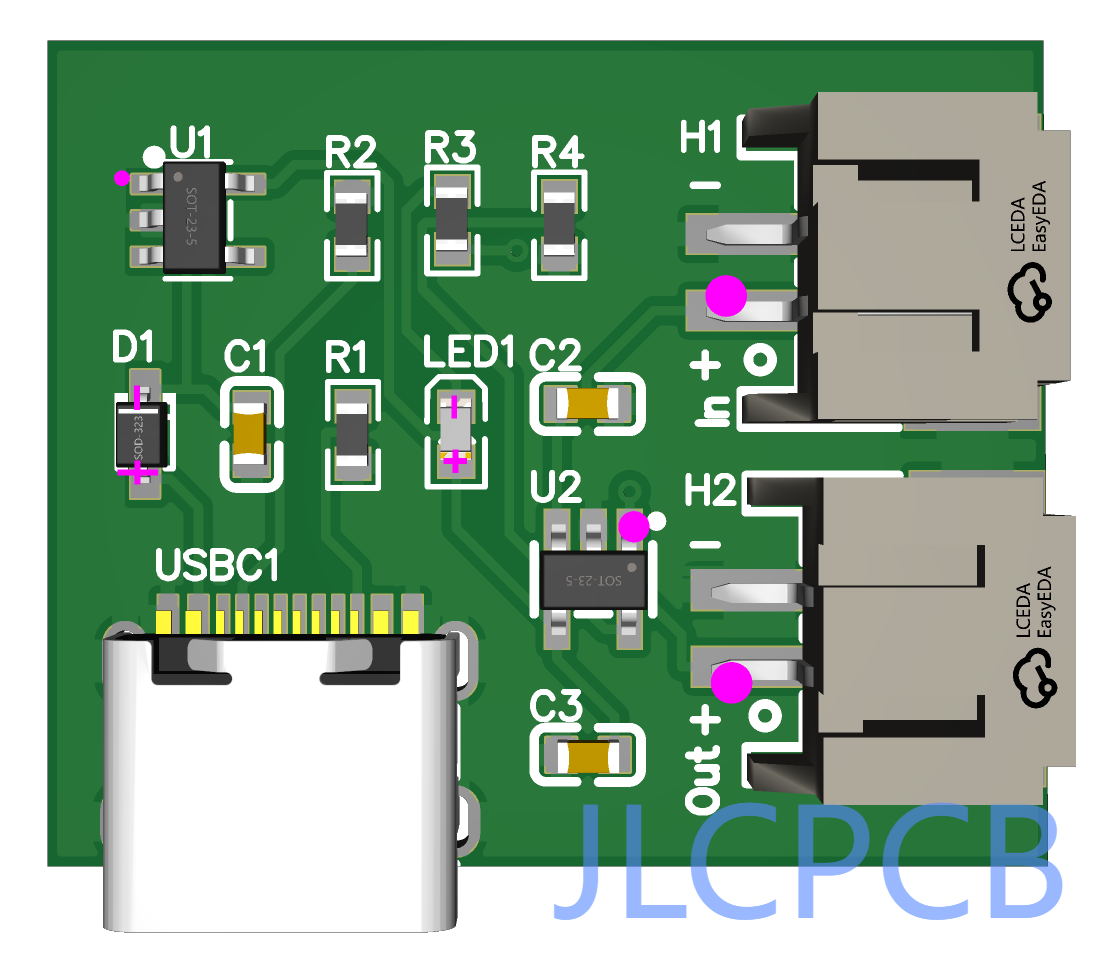 U1
R2
R3
R4
H1
−
SOT-23-5
LCEDA
EasyEDA
+
In
D1
C1
R1
LED1
C2
SOD-323
U2
H2
−
SOT-23-5
USBC1
LCEDA
EasyEDA
C3
+
Out
JLCPCB